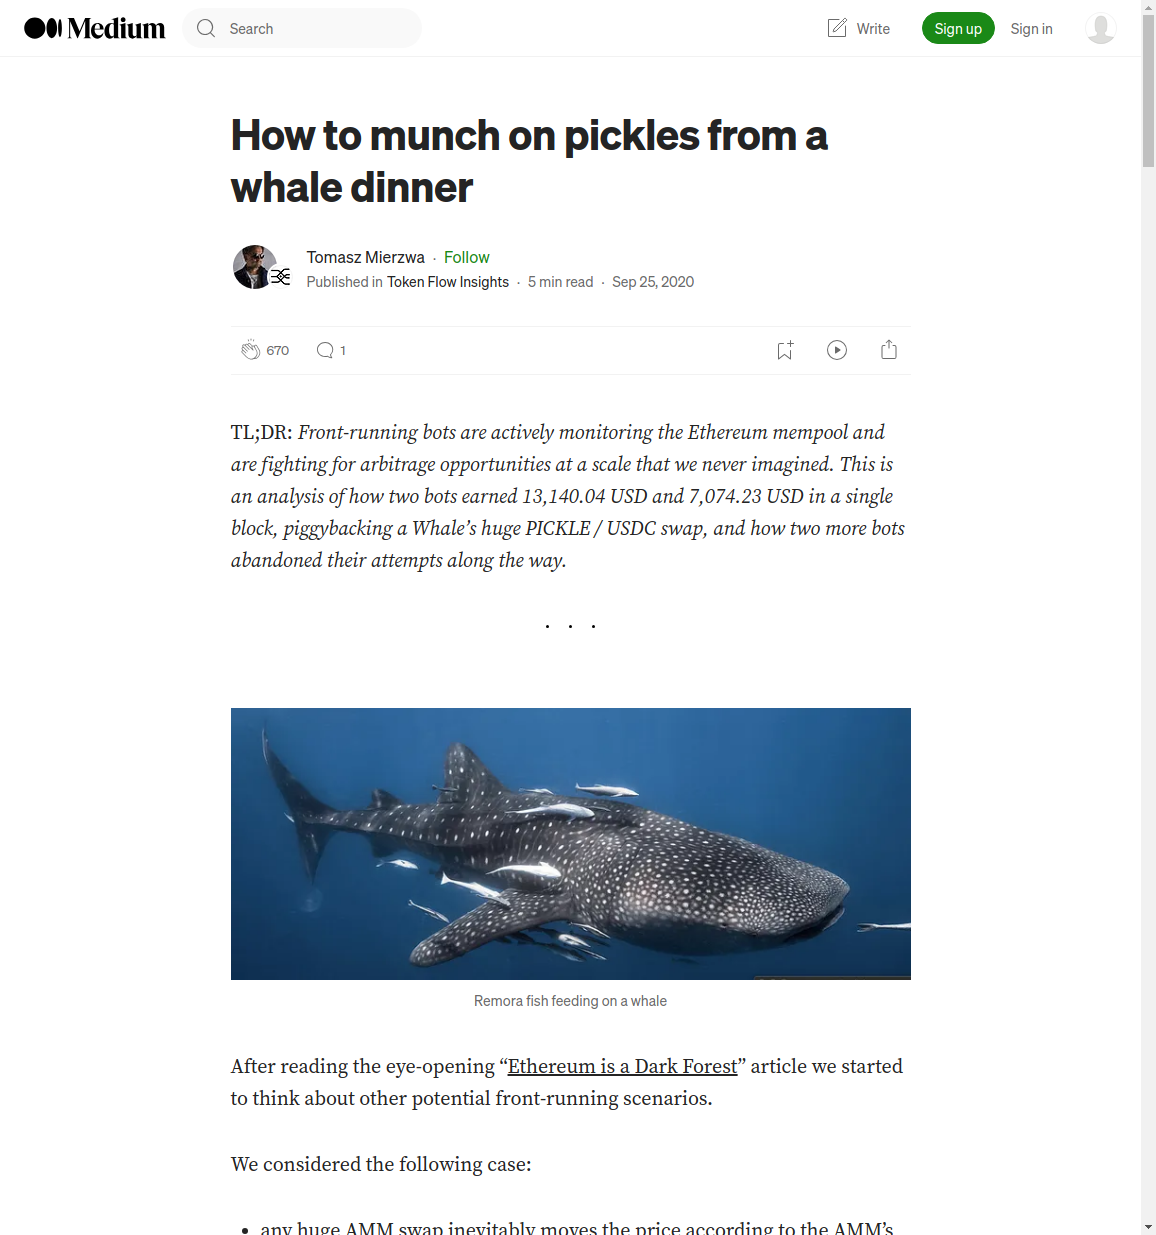 Medium
Search
Write
Sign up
Sign in
How to munch on pickles from a
whale dinner
Tomasz Mierzwa · Follow
Published in Token Flow Insights · 5 min read · Sep 25, 2020
670
1
TL;DR: Front-running bots are actively monitoring the Ethereum mempool and
are fighting for arbitrage opportunities at a scale that we never imagined. This is
an analysis of how two bots earned 13,140.04 USD and 7,074.23 USD in a single
block, piggybacking a Whale’s huge PICKLE / USDC swap, and how two more bots
abandoned their attempts along the way.
. . .
Remora fish feeding on a whale
After reading the eye-opening “Ethereum is a Dark Forest” article we started
to think about other potential front-running scenarios.
We considered the following case:
• any huge AMM swap inevitably moves the price according to the AMM’s